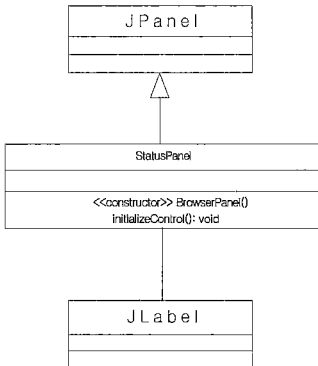 JPanel
StatusPanel
<<constructor>> BrowserPanel()
initializeControl(): void
JLabel